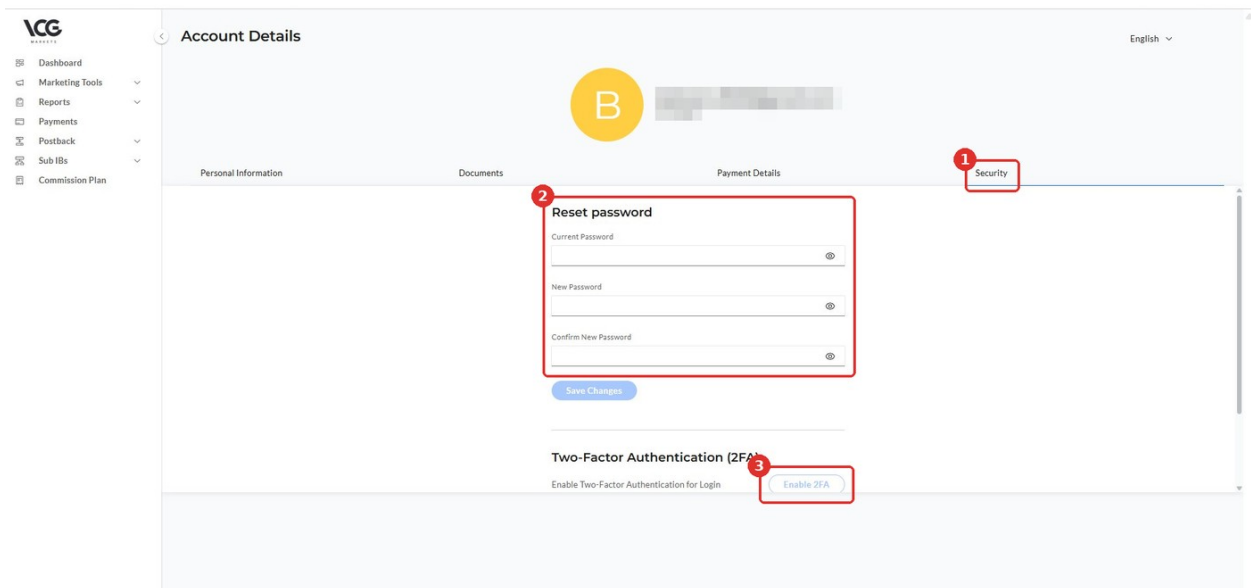 VCG
MARKETS
Account Details
English
Dashboard
Marketing Tools
Reports
Payments
Postback
Sub IBs
Commission Plan
B
1
Personal Information Documents Payment Details Security
2
Reset password
Current Password
New Password
Confirm New Password
Save Changes
Two-Factor Authentication (2FA)
3
Enable Two-Factor Authentication for Login Enable 2FA